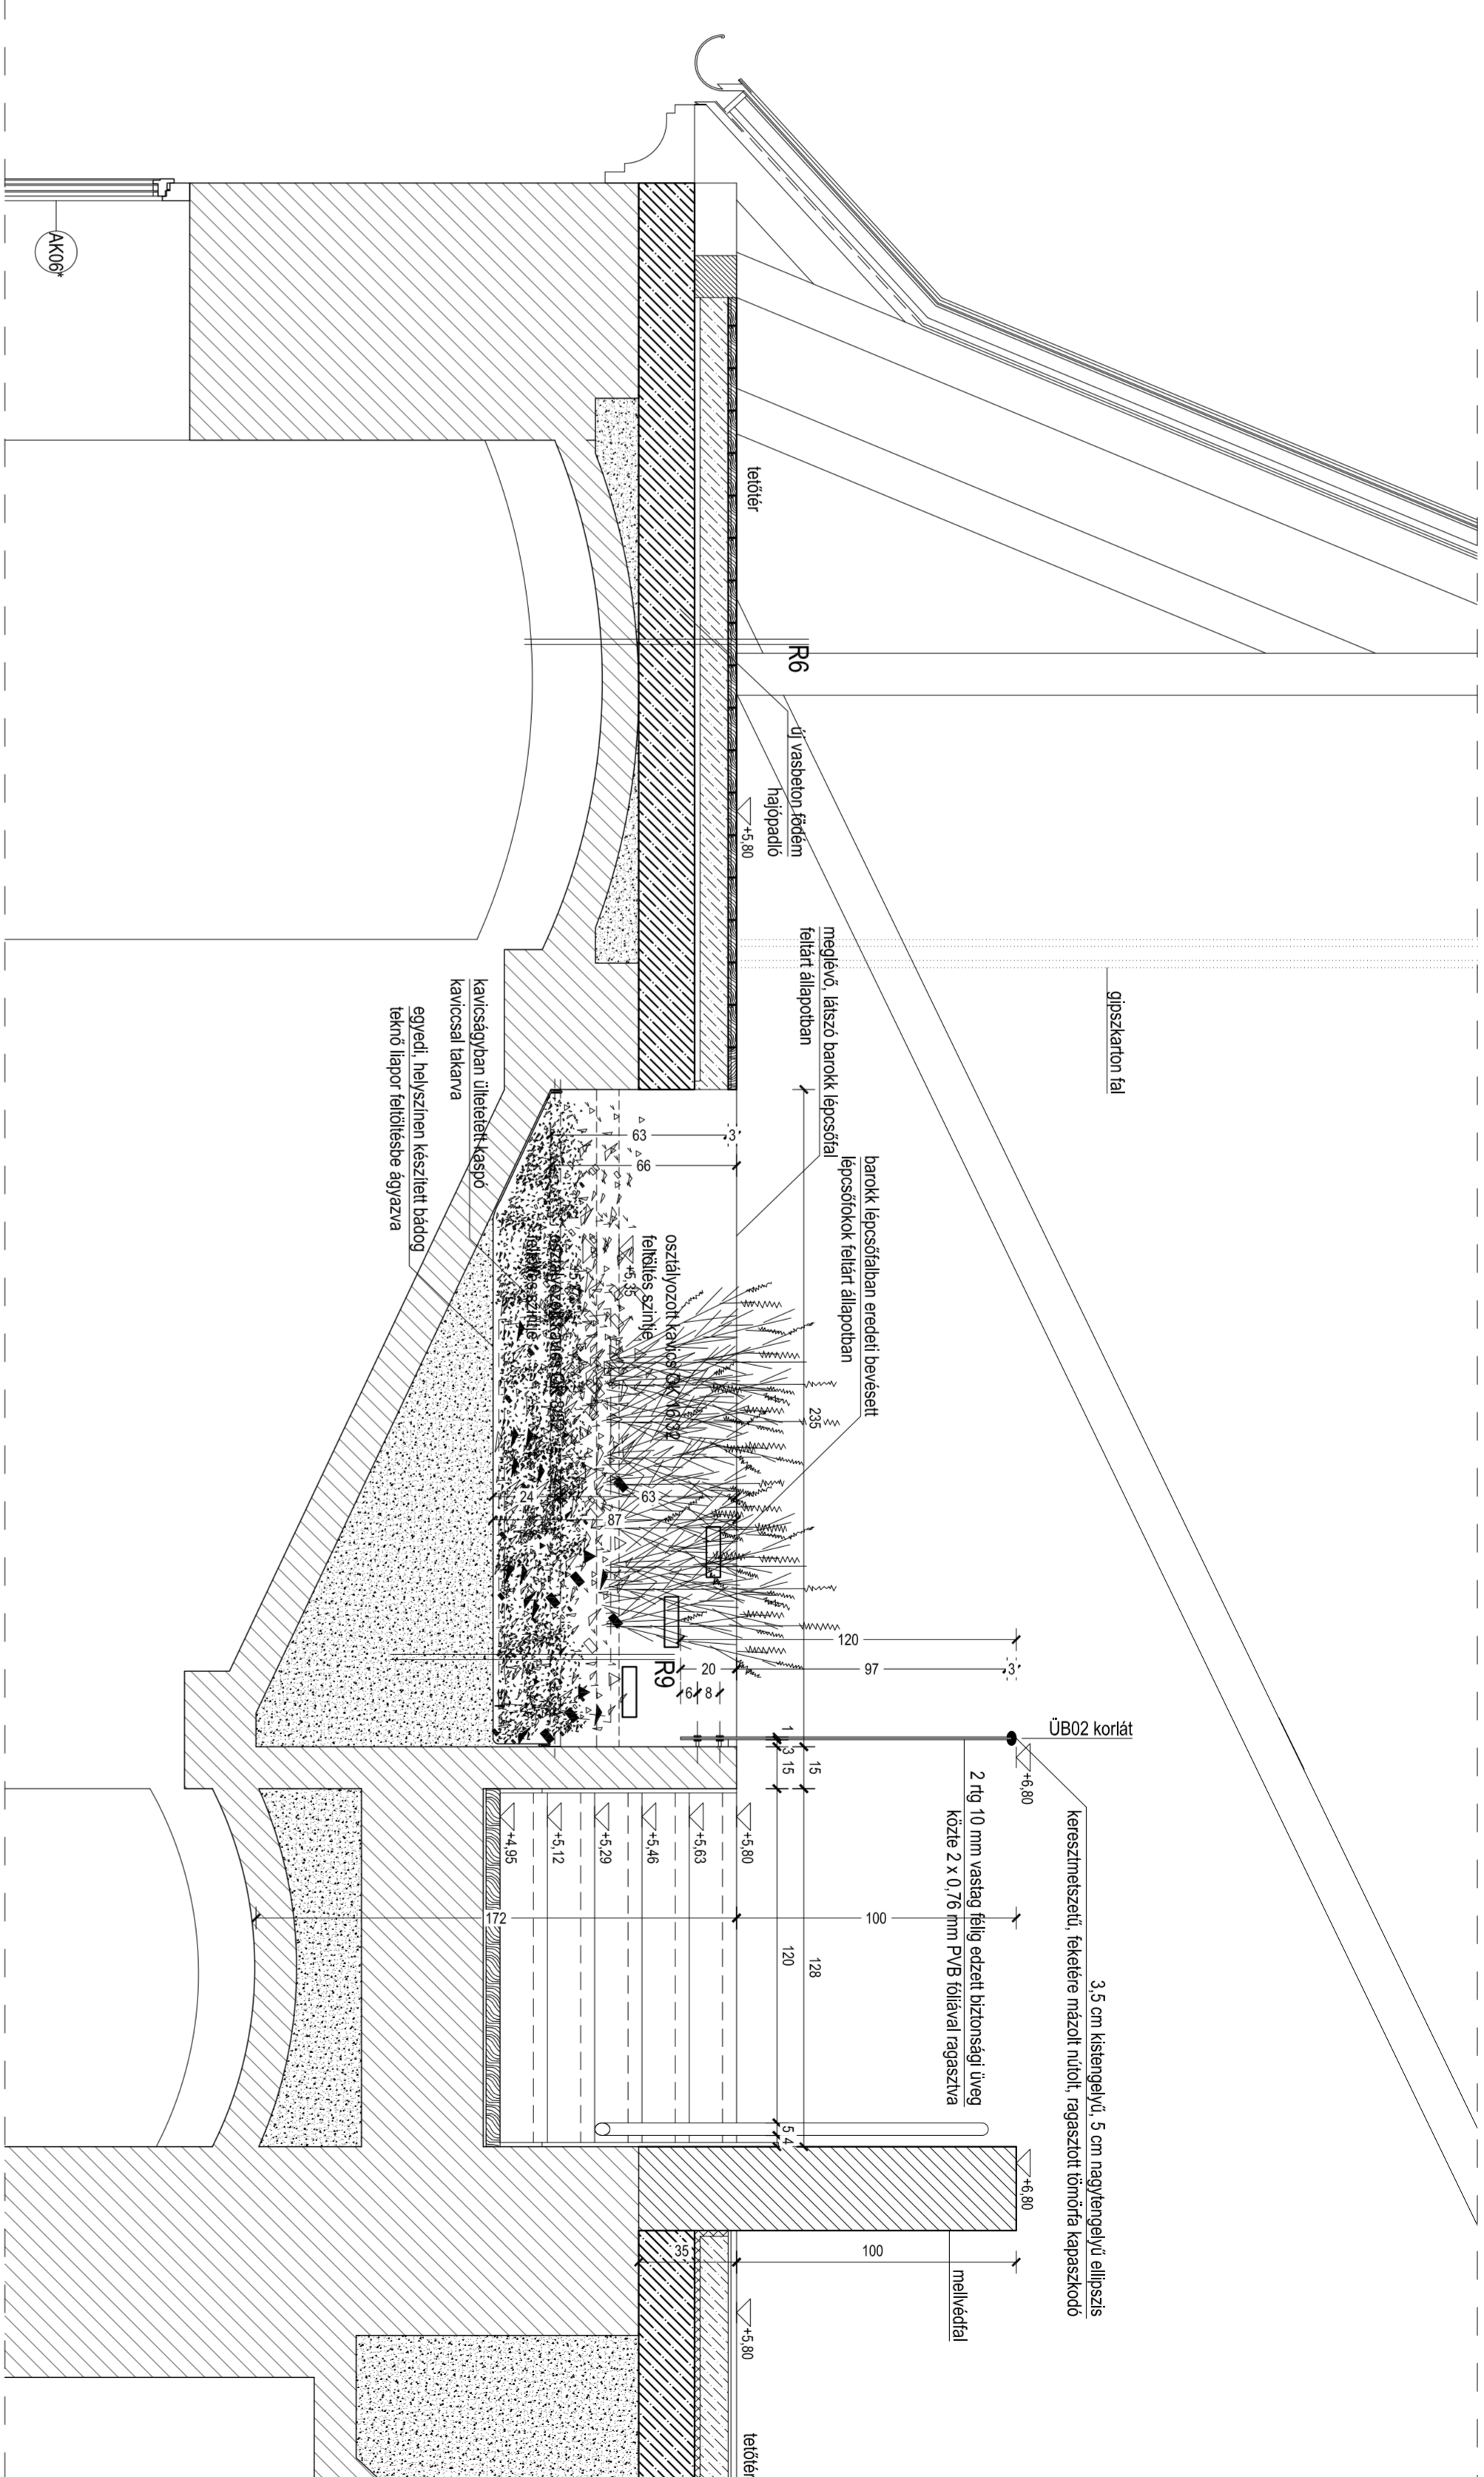 AK06*
tetőtér
R6
új vasbeton födém
hajópadló
+5,80
gipszkarton fal
meglévő, látszó barokk lépcsőfal
feltárt állapotban
barokk lépcsőfalban eredeti bevésett
lépcsőfokok feltárt állapotban
kavicságyban ültetetett kaspó
kaviccsal takarva
egyedi, helyszínen készített bádog
teknő liapor feltöltésbe ágyazva
63
3
66
+5,35
osztályozott kavics OK 16/32
feltöltés szintje
feltöltés szintje
235
24
63
87
120
20
97
3
6
8
R9
ÜB02 korlát
+6,80
3,5 cm kistengelyű, 5 cm nagytengelyű ellipszis
keresztmetszetű, feketére mázolt nútolt, ragasztott tömörfa kapaszkodó
2 rtg 10 mm vastag félig edzett biztonsági üveg
közte 2 x 0,76 mm PVB fóliával ragasztva
1
3
15
15
+5,80
+5,63
+5,46
+5,29
+5,12
+4,95
172
100
120
128
5
4
+6,80
35
100
mellvédfal
+5,80
tetőtér